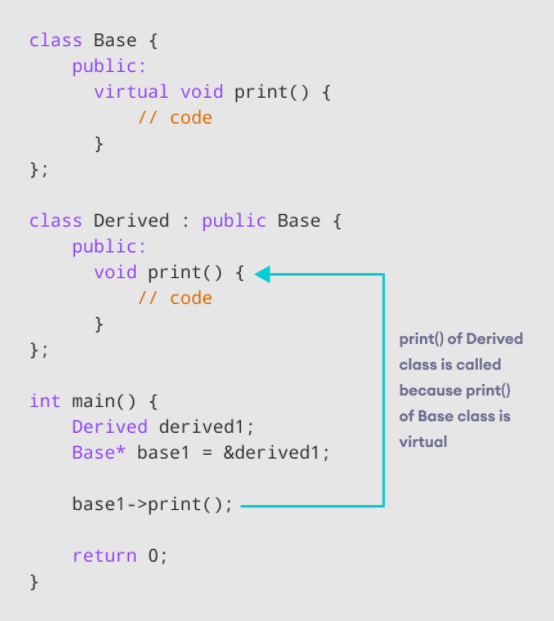 class Base {
    public:
      virtual void print() {
          // code
      }
};

class Derived : public Base {
    public:
      void print() {
          // code
      }
};

int main() {
    Derived derived1;
    Base* base1 = &derived1;

    base1->print();

    return 0;
}
print() of Derived
class is called
because print()
of Base class is
virtual